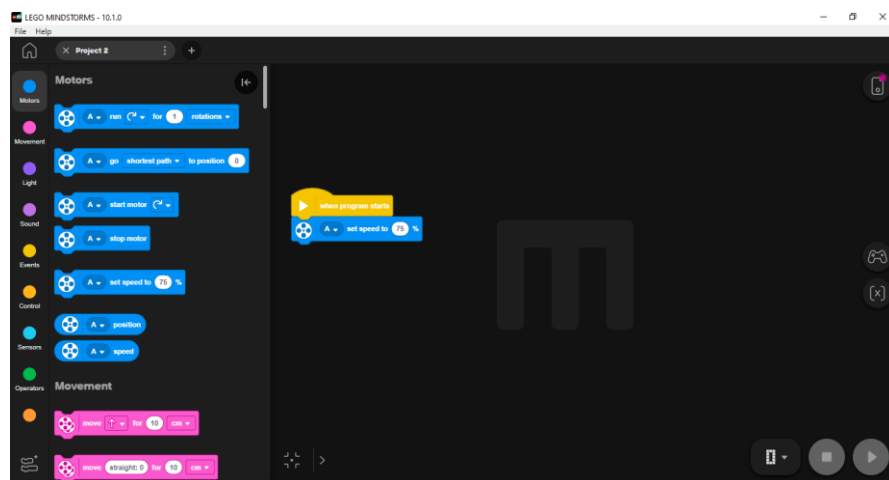 LEGO MINDSTORMS - 10.1.0
File Help
Project 2
Motors
Movement
Light
Sound
Events
Control
Sensors
Operators
Motors
A run for 1 rotations
A go shortest path to position 0
A start motor
A stop motor
A set speed to 75 %
A position
A speed
Movement
move for 10 cm
move straight: 0 for 10 cm
when program starts
A set speed to 75 %